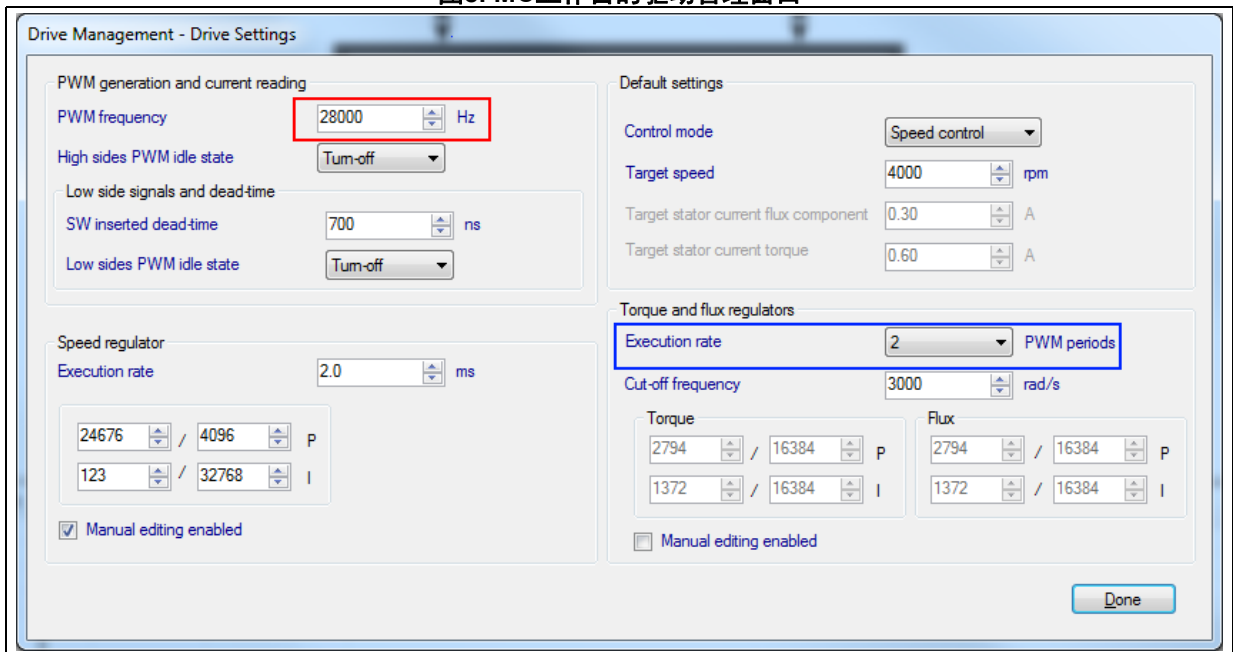 Drive Management - Drive Settings
PWM generation and current reading
PWM frequency 28000 Hz
High sides PWM idle state Turn-off
Low side signals and dead-time
SW inserted dead-time 700 ns
Low sides PWM idle state Turn-off
Speed regulator
Execution rate 2.0 ms
24676 / 4096 P
123 / 32768 I
Manual editing enabled
Default settings
Control mode Speed control
Target speed 4000 rpm
Target stator current flux component 0.30 A
Target stator current torque 0.60 A
Torque and flux regulators
Execution rate 2 PWM periods
Cut-off frequency 3000 rad/s
Torque
2794 / 16384 P
1372 / 16384 I
Flux
2794 / 16384 P
1372 / 16384 I
Manual editing enabled
Done